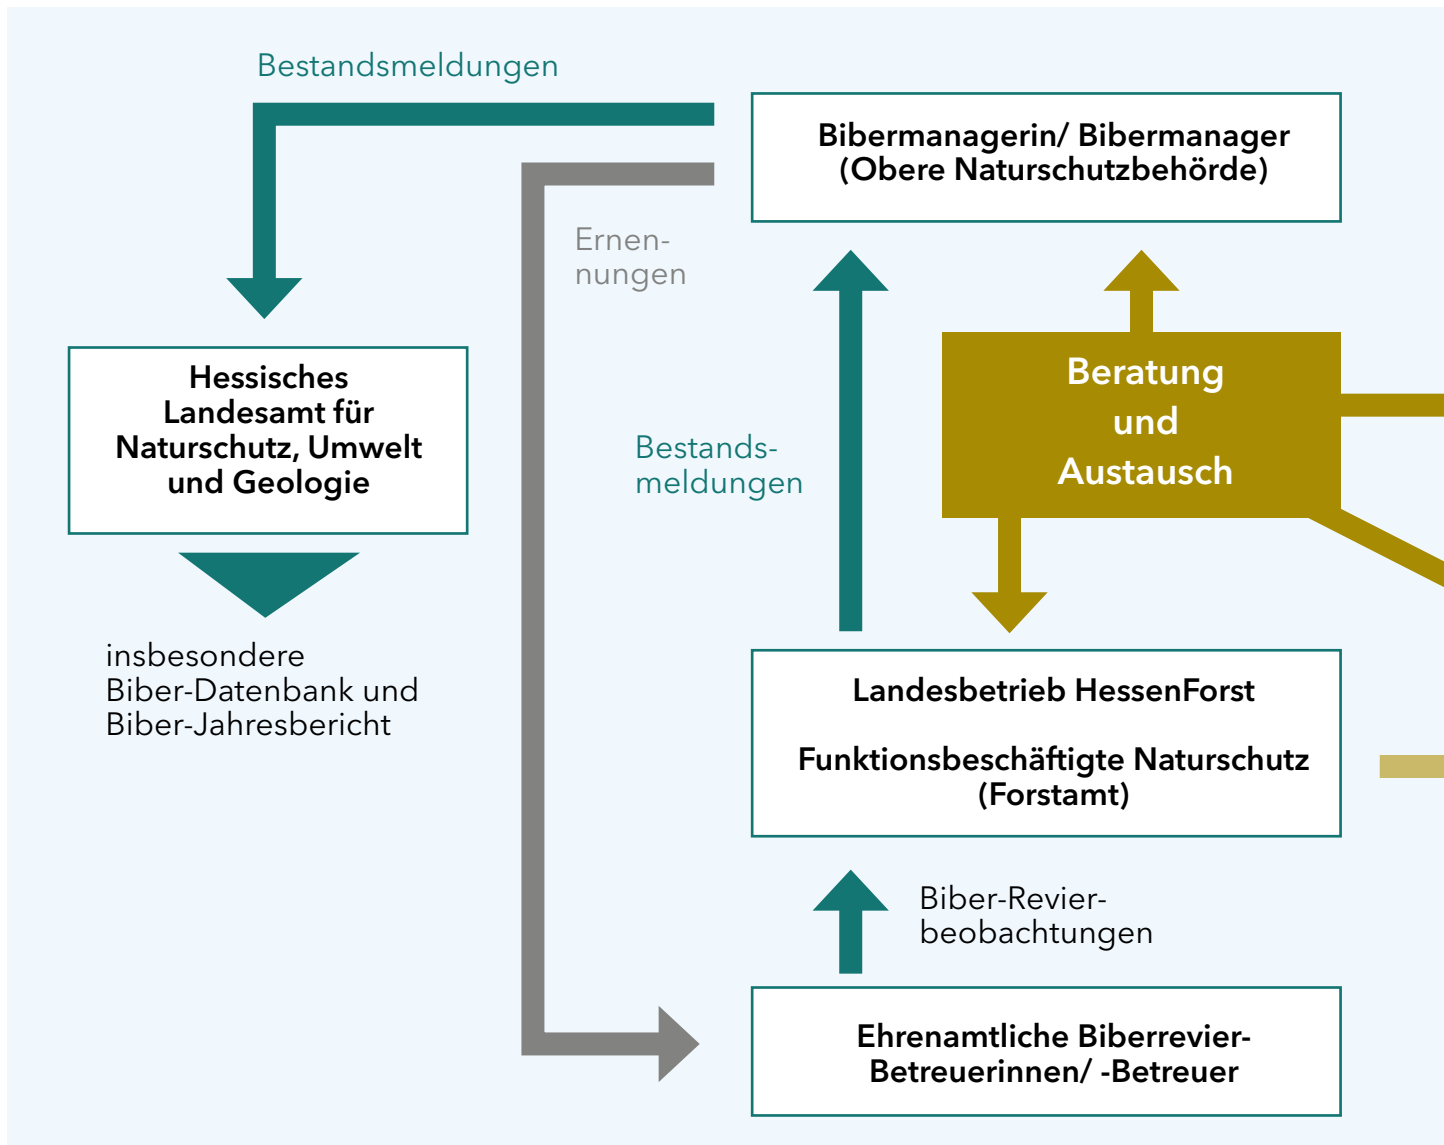 Bestandsmeldungen
Bibermanagerin/ Bibermanager
(Obere Naturschutzbehörde)
Ernen-
nungen
Hessisches
Landesamt für
Naturschutz, Umwelt
und Geologie
Beratung
und
Austausch
Bestands-
meldungen
insbesondere
Biber-Datenbank und
Biber-Jahresbericht
Landesbetrieb HessenForst
Funktionsbeschäftigte Naturschutz
(Forstamt)
Biber-Revier-
beobachtungen
Ehrenamtliche Biberrevier-
Betreuerinnen/ -Betreuer